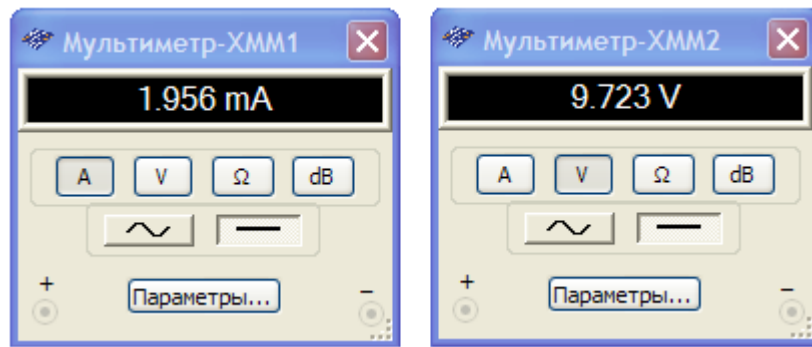 Мультиметр-XMM1
1.956 mA
A V Ω dB
+ −
Параметры...
Мультиметр-XMM2
9.723 V
A V Ω dB
+ −
Параметры...